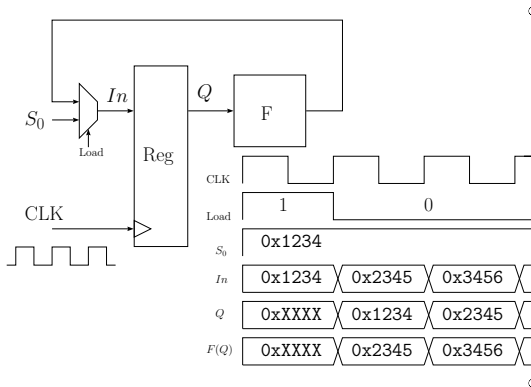 In
Q
S0
F
Load
Reg
CLK
CLK
Load 1 0
S0 0x1234
In 0x1234 0x2345 0x3456
Q 0xXXXX 0x1234 0x2345
F(Q) 0xXXXX 0x2345 0x3456